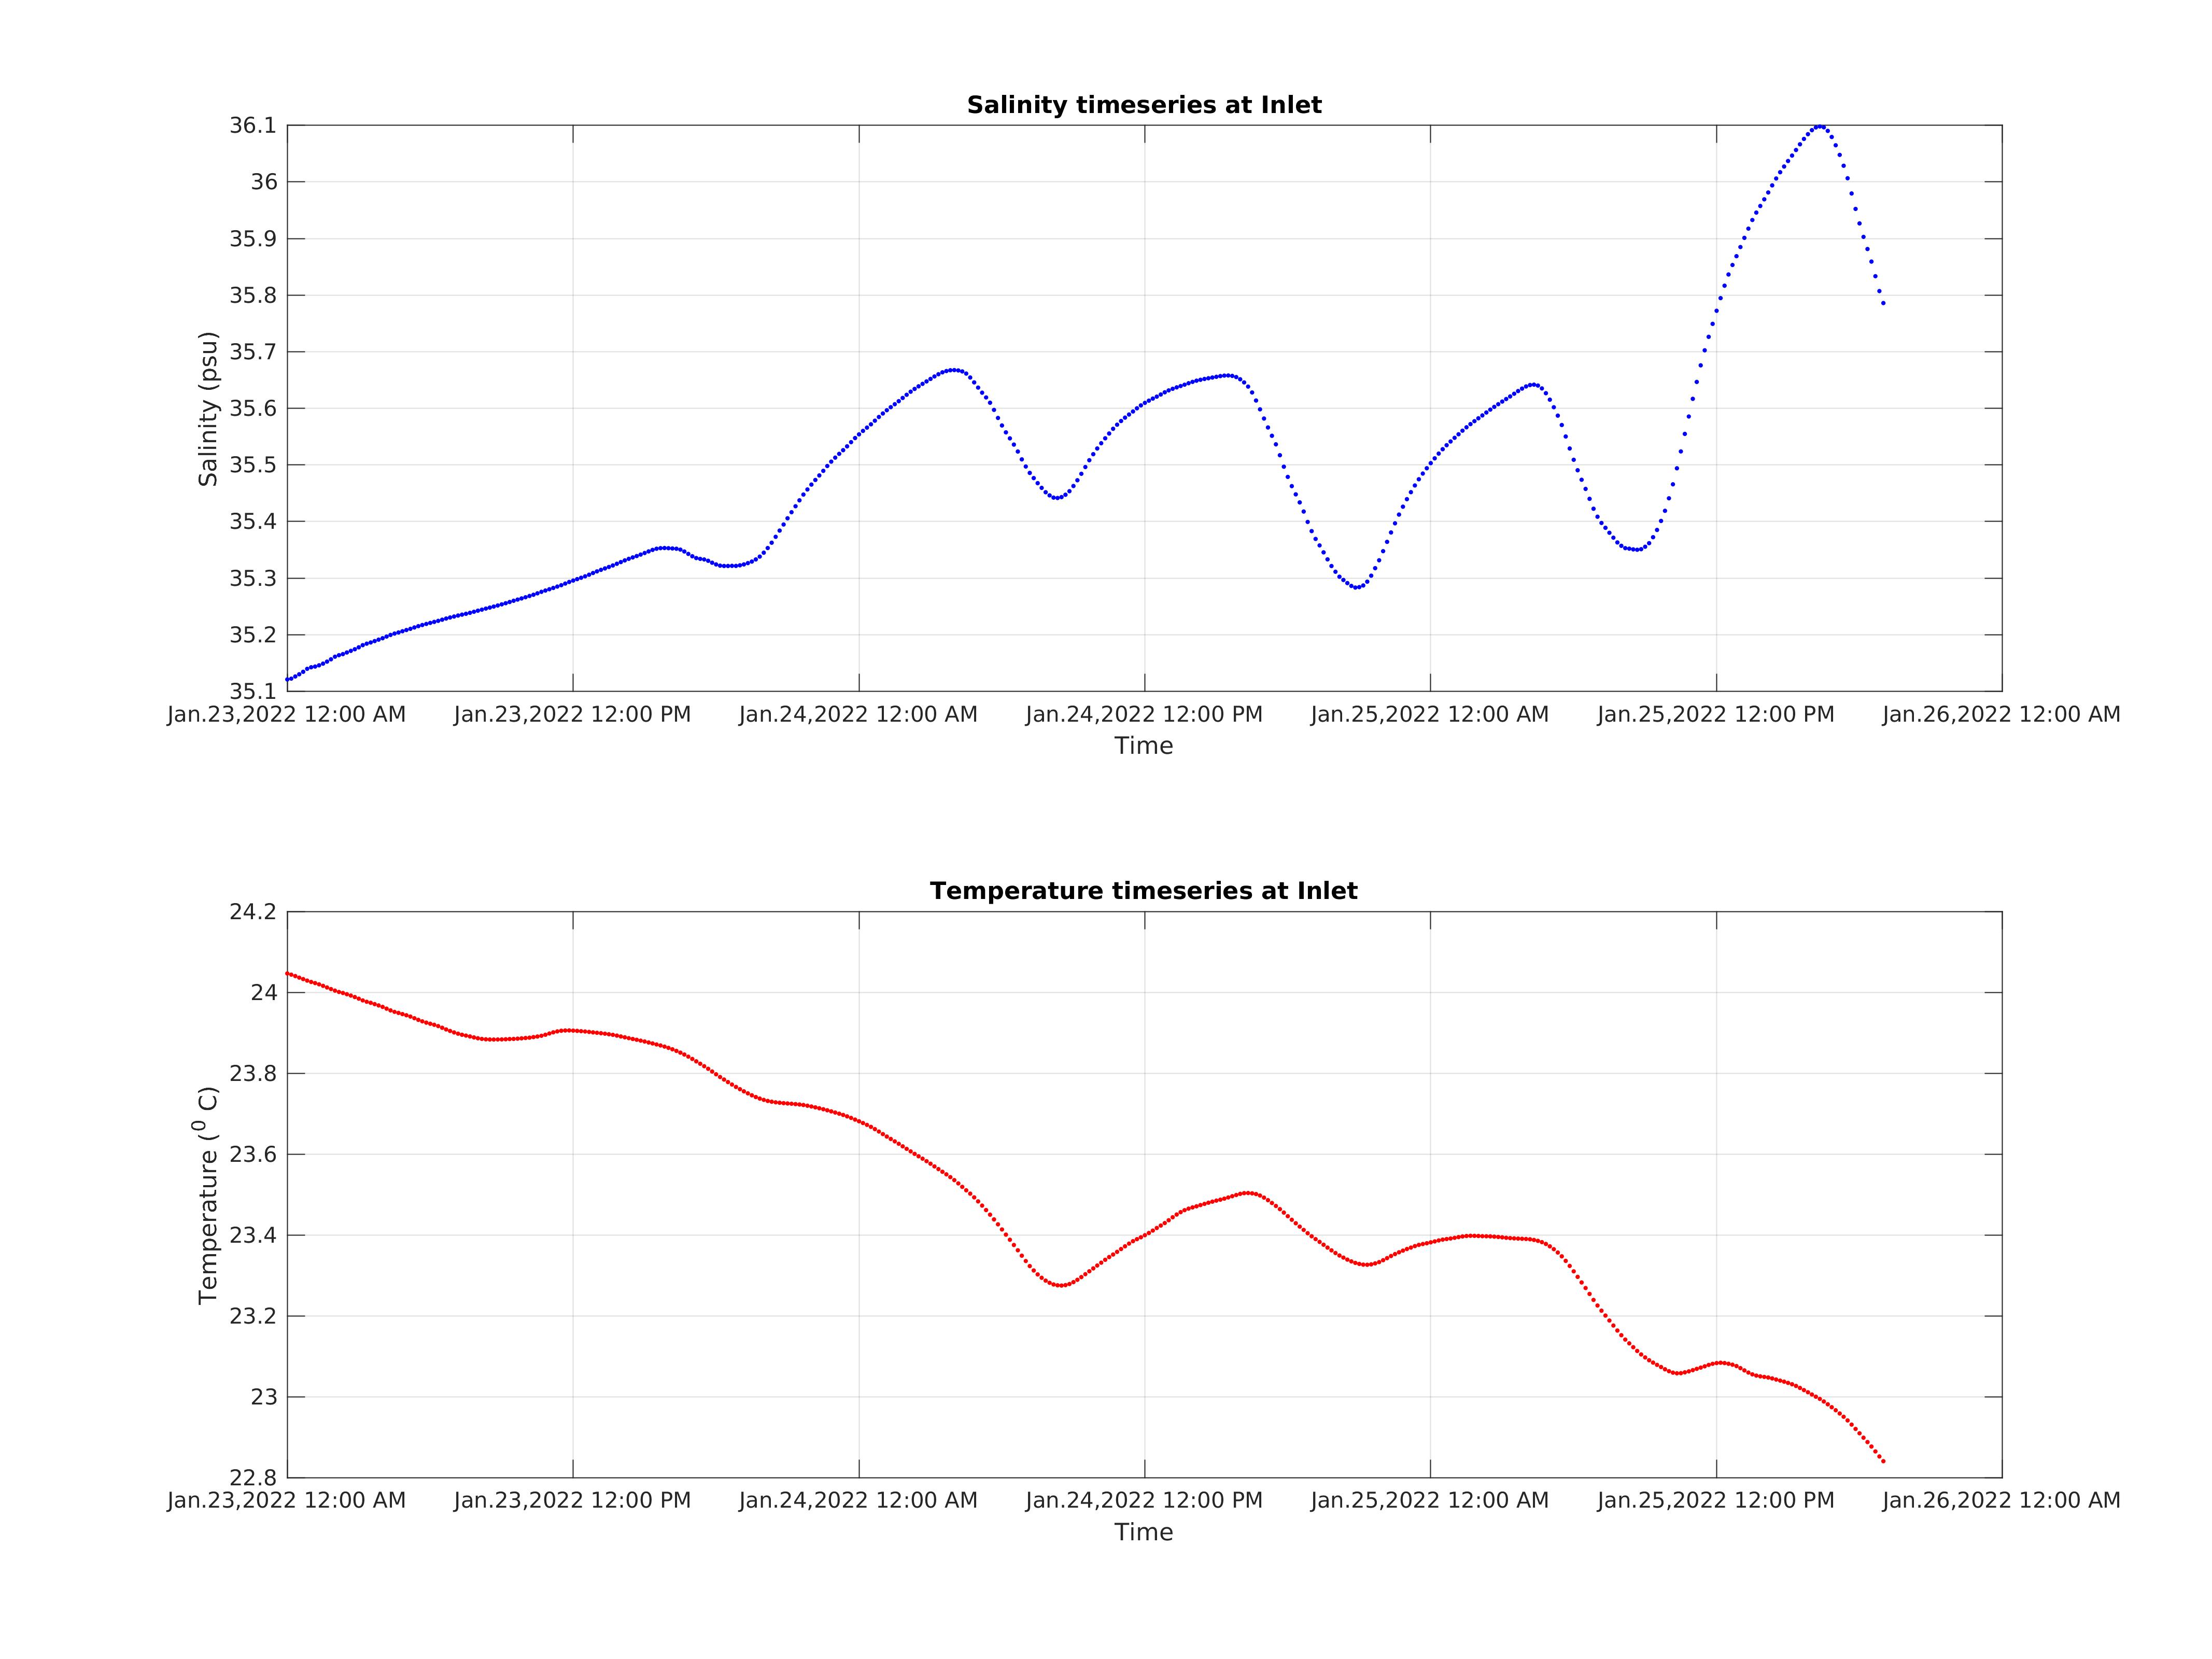 Salinity timeseries at Inlet
36.1
36
35.9
35.8
35.7
35.6
35.5
35.4
35.3
35.2
35.1
Salinity (psu)
Jan.23,2022 12:00 AM Jan.23,2022 12:00 PM Jan.24,2022 12:00 AM Jan.24,2022 12:00 PM Jan.25,2022 12:00 AM Jan.25,2022 12:00 PM Jan.26,2022 12:00 AM
Time
Temperature timeseries at Inlet
24.2
24
23.8
23.6
23.4
23.2
23
22.8
Temperature (⁰ C)
Jan.23,2022 12:00 AM Jan.23,2022 12:00 PM Jan.24,2022 12:00 AM Jan.24,2022 12:00 PM Jan.25,2022 12:00 AM Jan.25,2022 12:00 PM Jan.26,2022 12:00 AM
Time